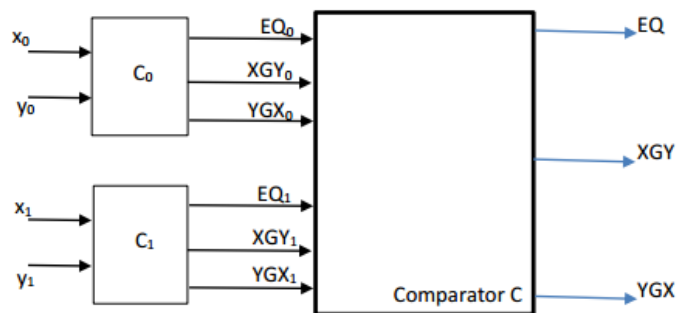 x₀
y₀
C₀
EQ₀
XGY₀
YGX₀
x₁
y₁
C₁
EQ₁
XGY₁
YGX₁
Comparator C
EQ
XGY
YGX